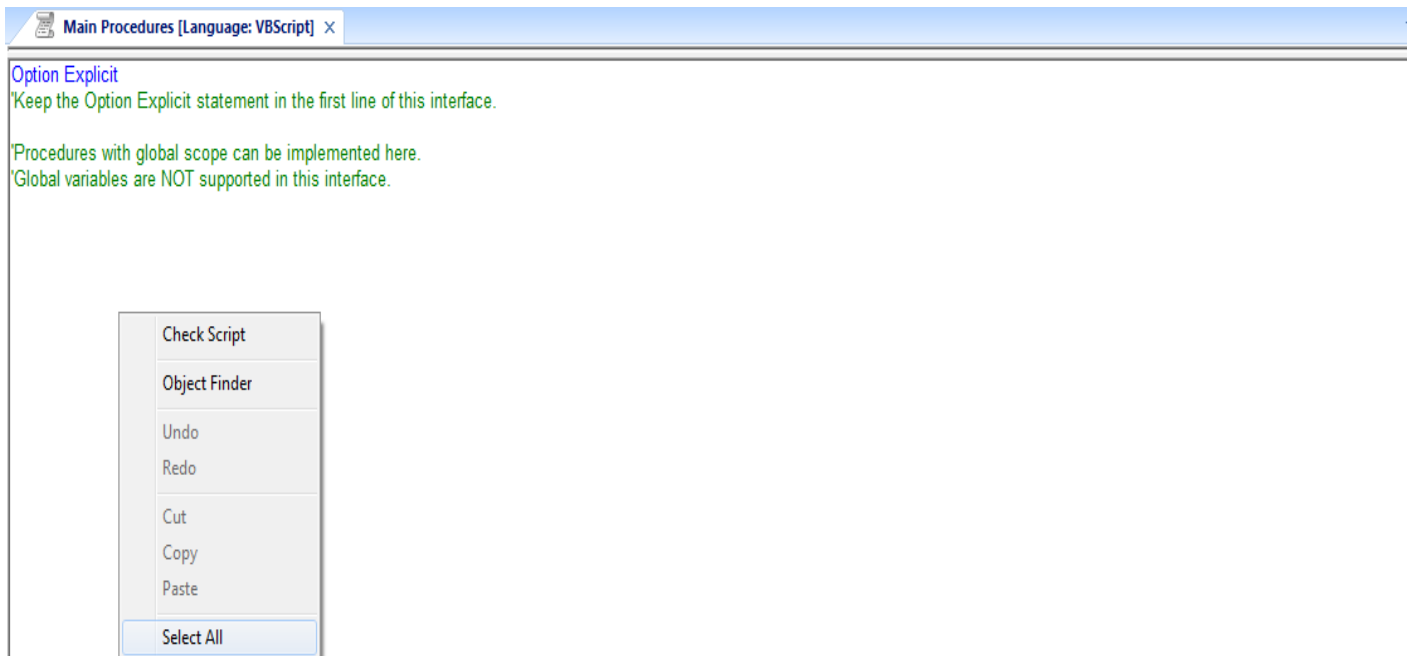 Main Procedures [Language: VBScript] X
Option Explicit
'Keep the Option Explicit statement in the first line of this interface.
'Procedures with global scope can be implemented here.
'Global variables are NOT supported in this interface.
Check Script
Object Finder
Undo
Redo
Cut
Copy
Paste
Select All